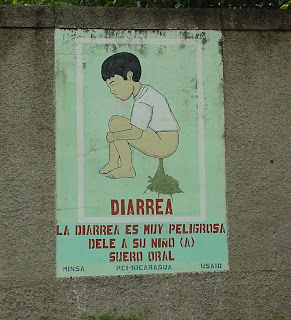 DIARREA
LA DIARREA ES MUY PELIGROSA
DELE A SU NIÑO (A)
SUERO ORAL
MINSA PCI-NICARAGUA USAID